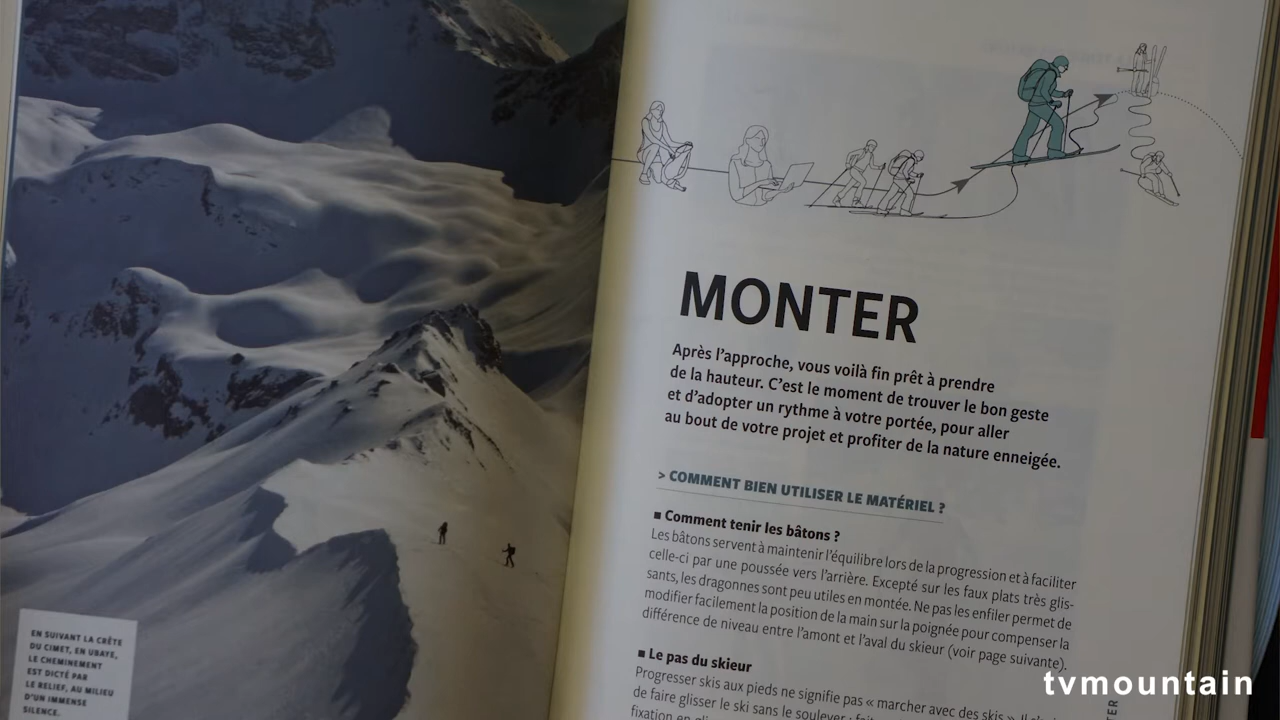 EN SUIVANT LA CRÊTE
DU CIMET, EN UBAYE,
LE CHEMINEMENT
EST DICTÉ PAR
LE RELIEF, AU MILIEU
D'UN IMMENSE
SILENCE.
MONTER
Après l'approche, vous voilà fin prêt à prendre
de la hauteur. C'est le moment de trouver le bon geste
et d'adopter un rythme à votre portée, pour aller
au bout de votre projet et profiter de la nature enneigée.
> COMMENT BIEN UTILISER LE MATÉRIEL ?
■ Comment tenir les bâtons ?
Les bâtons servent à maintenir l'équilibre lors de la progression et à faciliter
celle-ci par une poussée vers l'arrière. Excepté sur les faux plats très glis-
sants, les dragonnes sont peu utiles en montée. Ne pas les enfiler permet de
modifier facilement la position de la main sur la poignée pour compenser la
différence de niveau entre l'amont et l'aval du skieur (voir page suivante).
■ Le pas du skieur
Progresser skis aux pieds ne signifie pas « marcher avec des skis ».
de faire glisser le ski sans le soulever :
fixation en
tvmountain